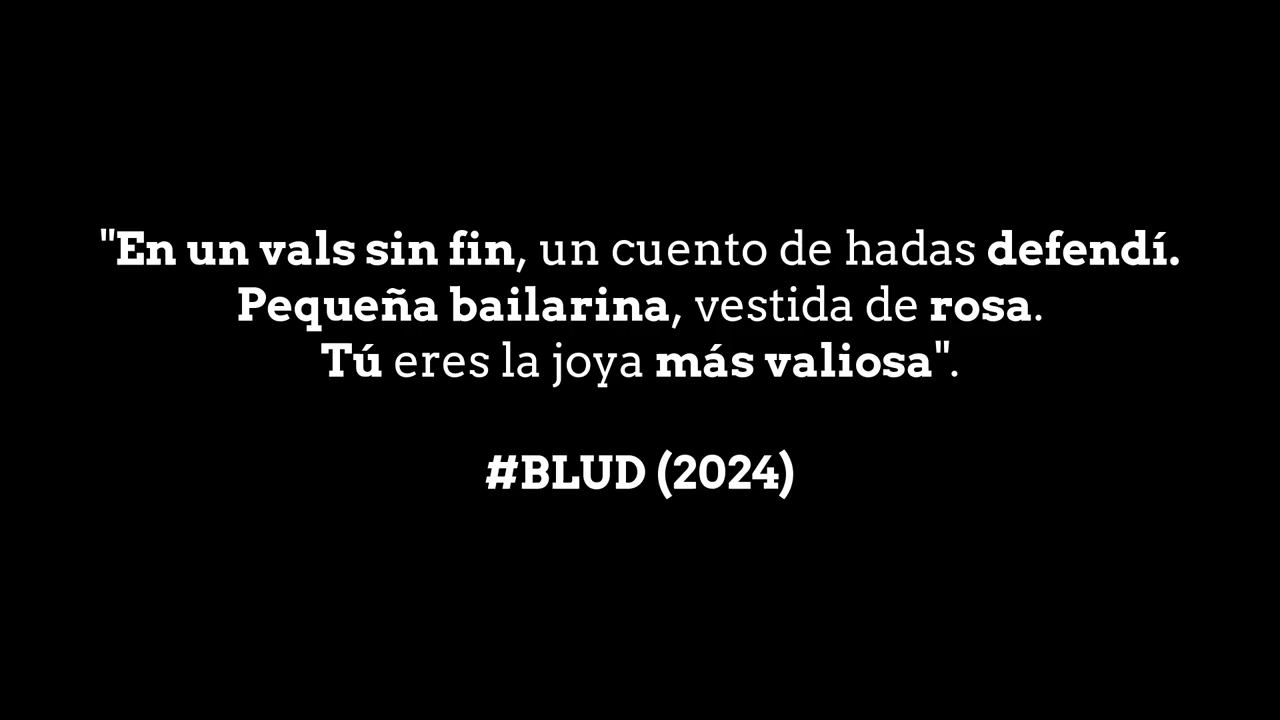 "En un vals sin fin, un cuento de hadas defendí.
Pequeña bailarina, vestida de rosa.
Tú eres la joya más valiosa".
#BLUD (2024)